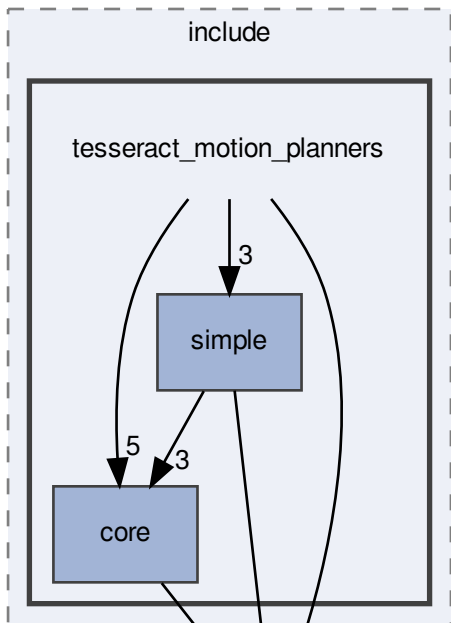 include
tesseract_motion_planners
3
simple
5
3
core